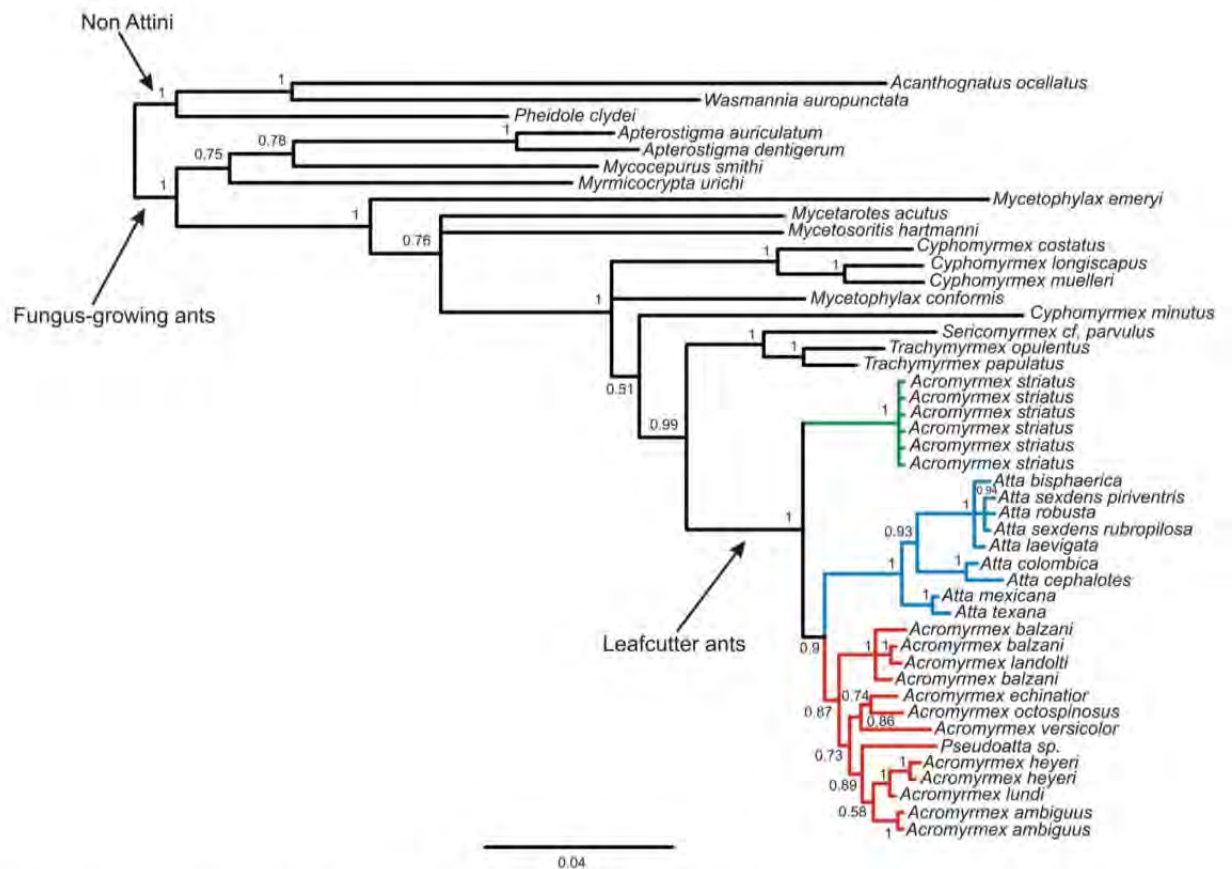 Non Attini
1
1
Acanthognatus ocellatus
Wasmannia auropunctata
Pheidole clydei
1
Apterostigma auriculatum
0.78
0.75
Apterostigma dentigerum
Mycocepurus smithi
1
Myrmicocrypta urichi
1
Mycetophylax emeryi
Mycetarotes acutus
0.76
Mycetosoritis hartmanni
1
Cyphomyrmex costatus
1
Cyphomyrmex longiscapus
Cyphomyrmex muelleri
1
Mycetophylax conformis
Fungus-growing ants
Cyphomyrmex minutus
1
Sericomyrmex cf, parvulus
1
Trachymyrmex opulentus
Trachymyrmex papulatus
0.51
Acromyrmex striatus
Acromyrmex striatus
1
Acromyrmex striatus
0.99
Acromyrmex striatus
Acromyrmex striatus
Acromyrmex striatus
Atta bisphaerica
0.94
Atta sexdens piriventris
1
Atta robusta
1
0.93
Atta sexdens rubropilosa
Atta laevigata
1
1
Atta colombica
Atta cephalotes
1
Atta mexicana
Atta texana
Leafcutter ants
0.9
Acromyrmex balzani
1
1
Acromyrmex balzani
Acromyrmex landolti
Acromyrmex balzani
0.74
Acromyrmex echinatior
0.87
Acromyrmex octospinosus
0.86
Acromyrmex versicolor
0.73
Pseudoatta sp.
1
Acromyrmex heyeri
1
Acromyrmex heyeri
0.89
Acromyrmex lundi
0.58
Acromyrmex ambiguus
1
Acromyrmex ambiguus
0.04